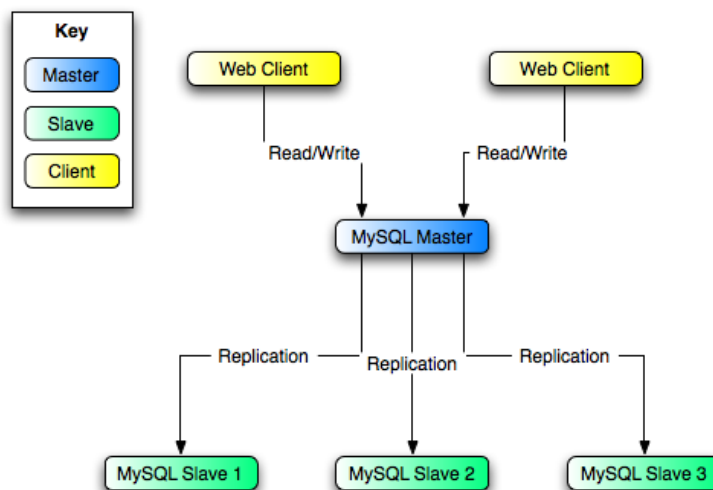 Key
Master
Slave
Client
Web Client
Web Client
Read/Write
Read/Write
MySQL Master
Replication
Replication
Replication
MySQL Slave 1
MySQL Slave 2
MySQL Slave 3